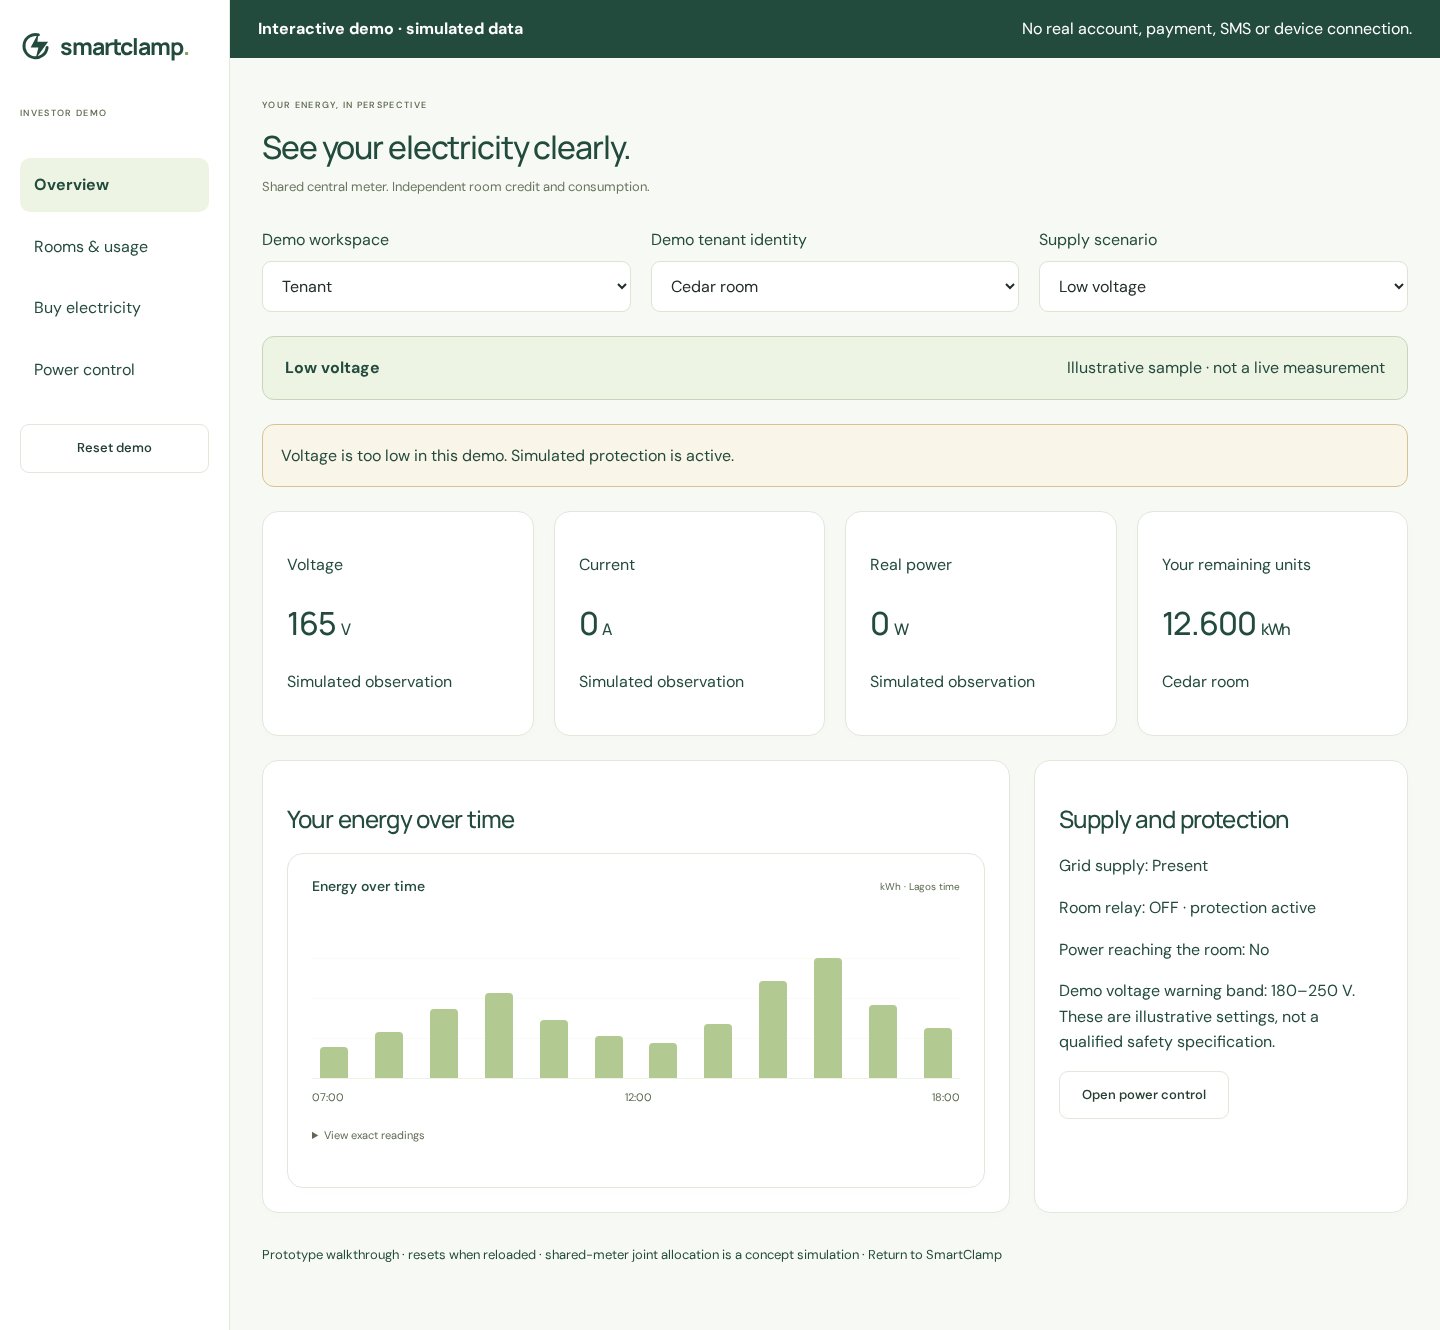 smartclamp.
INVESTOR DEMO
Overview
Rooms & usage
Buy electricity
Power control
Reset demo
Interactive demo · simulated data
No real account, payment, SMS or device connection.
YOUR ENERGY, IN PERSPECTIVE
See your electricity clearly.
Shared central meter. Independent room credit and consumption.
Demo workspace
Tenant
Demo tenant identity
Cedar room
Supply scenario
Low voltage
Low voltage
Illustrative sample · not a live measurement
Voltage is too low in this demo. Simulated protection is active.
Voltage
165 V
Simulated observation
Current
0 A
Simulated observation
Real power
0 W
Simulated observation
Your remaining units
12.600 kWh
Cedar room
Your energy over time
Energy over time
kWh · Lagos time
07:00
12:00
18:00
View exact readings
Supply and protection
Grid supply: Present
Room relay: OFF · protection active
Power reaching the room: No
Demo voltage warning band: 180–250 V.
These are illustrative settings, not a
qualified safety specification.
Open power control
Prototype walkthrough · resets when reloaded · shared-meter joint allocation is a concept simulation · Return to SmartClamp